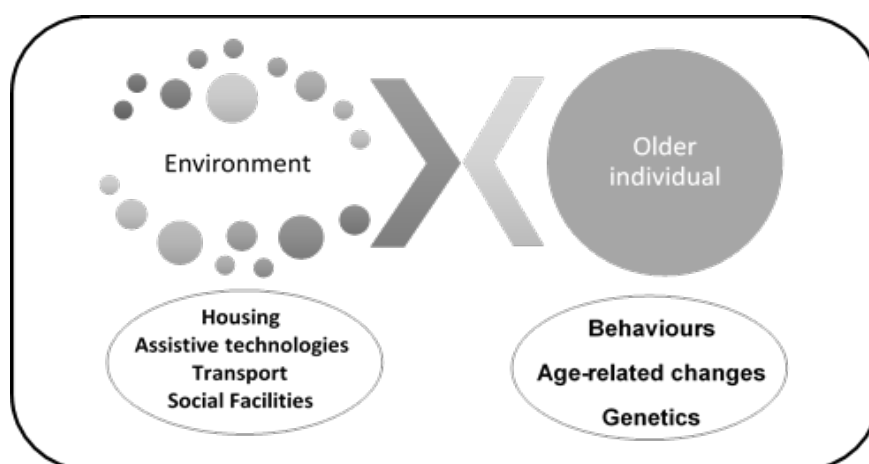 Environment
Older
individual
Housing
Assistive technologies
Transport
Social Facilities
Behaviours
Age-related changes
Genetics